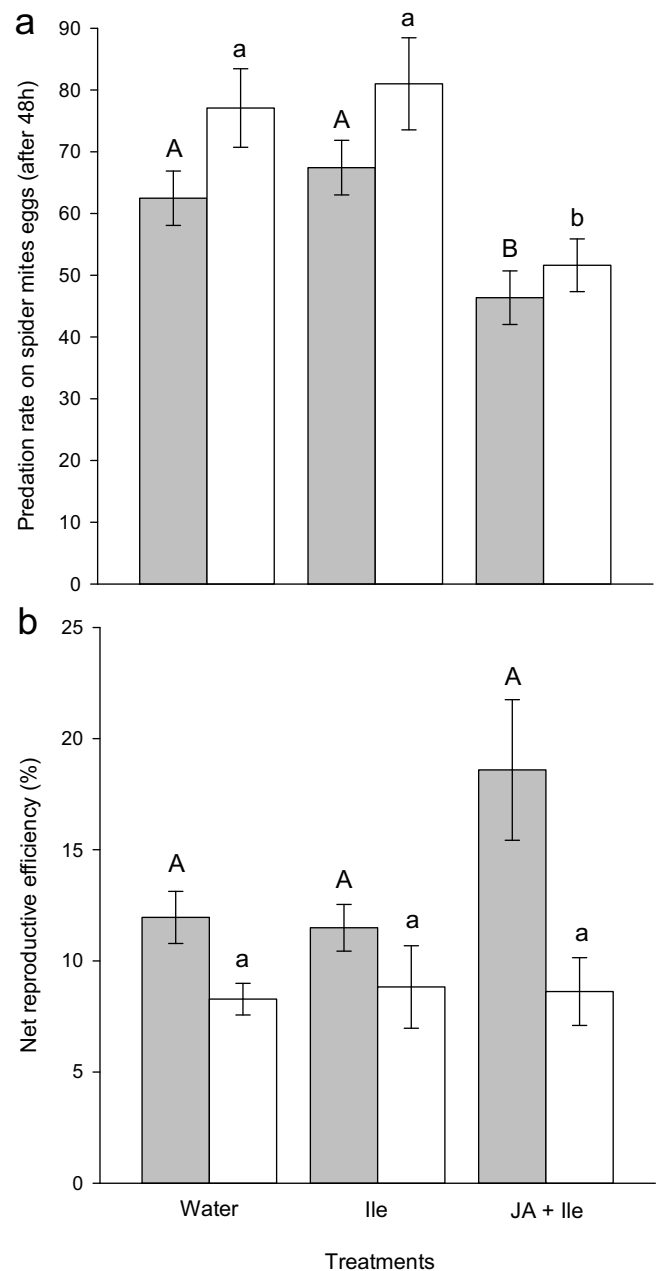 a
Predation rate on spider mites eggs (after 48h)
90
80
70
60
50
40
30
20
10
0
A
a
A
a
B
b
b
Net reproductive efficiency (%)
25
20
15
10
5
0
A
a
A
a
A
a
Water
Ile
JA + Ile
Treatments